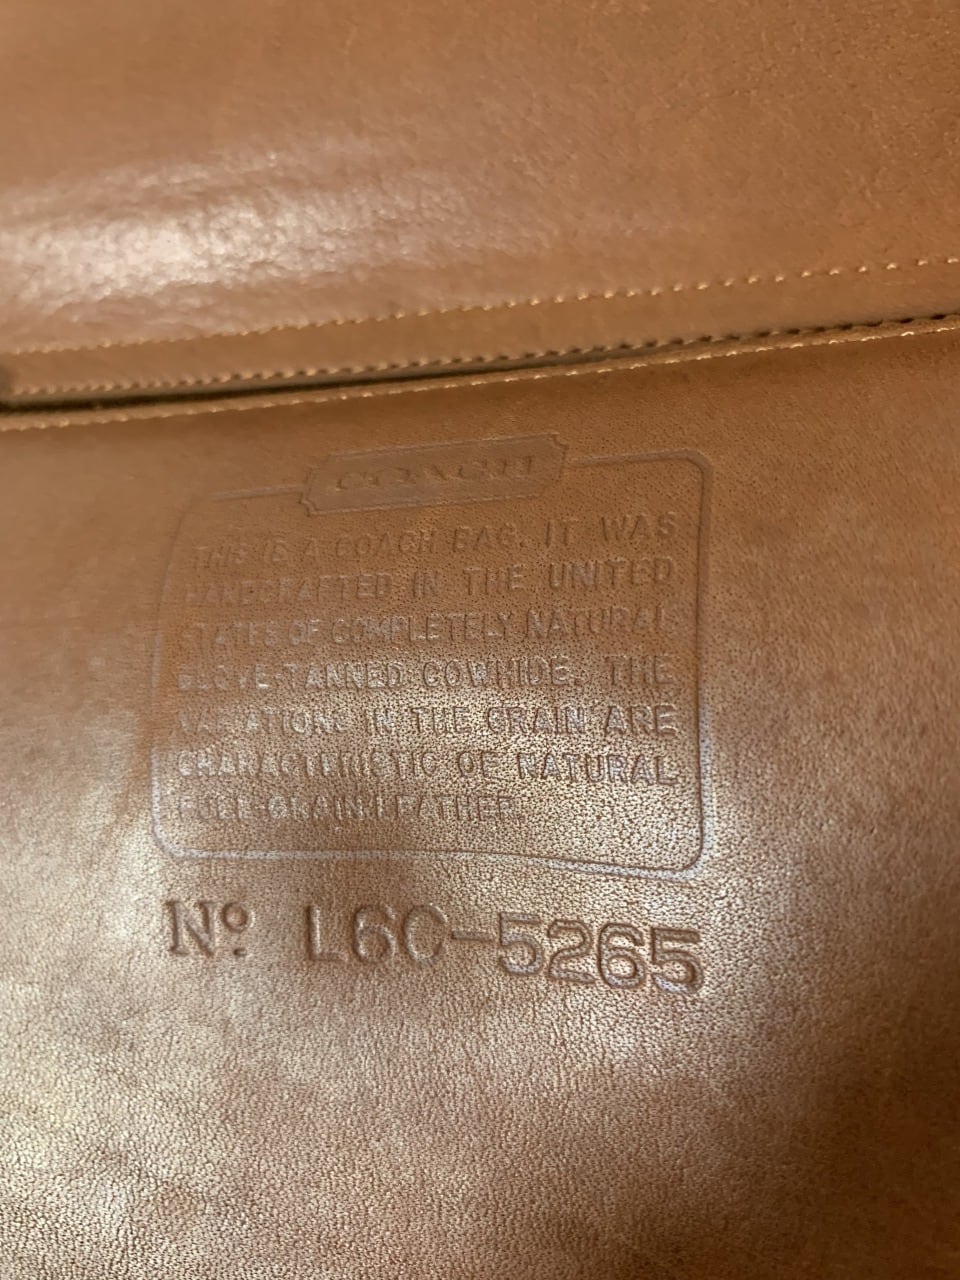 COACH
THIS IS A COACH BAG. IT WAS
HANDCRAFTED IN THE UNITED
STATES OF COMPLETELY NATURAL
GLOVE TANNED COWHIDE. THE
VARIATIONS IN THE GRAIN ARE
CHARACTERISTIC OF NATURAL
FULL GRAIN LEATHER.
Nº L6C-5265